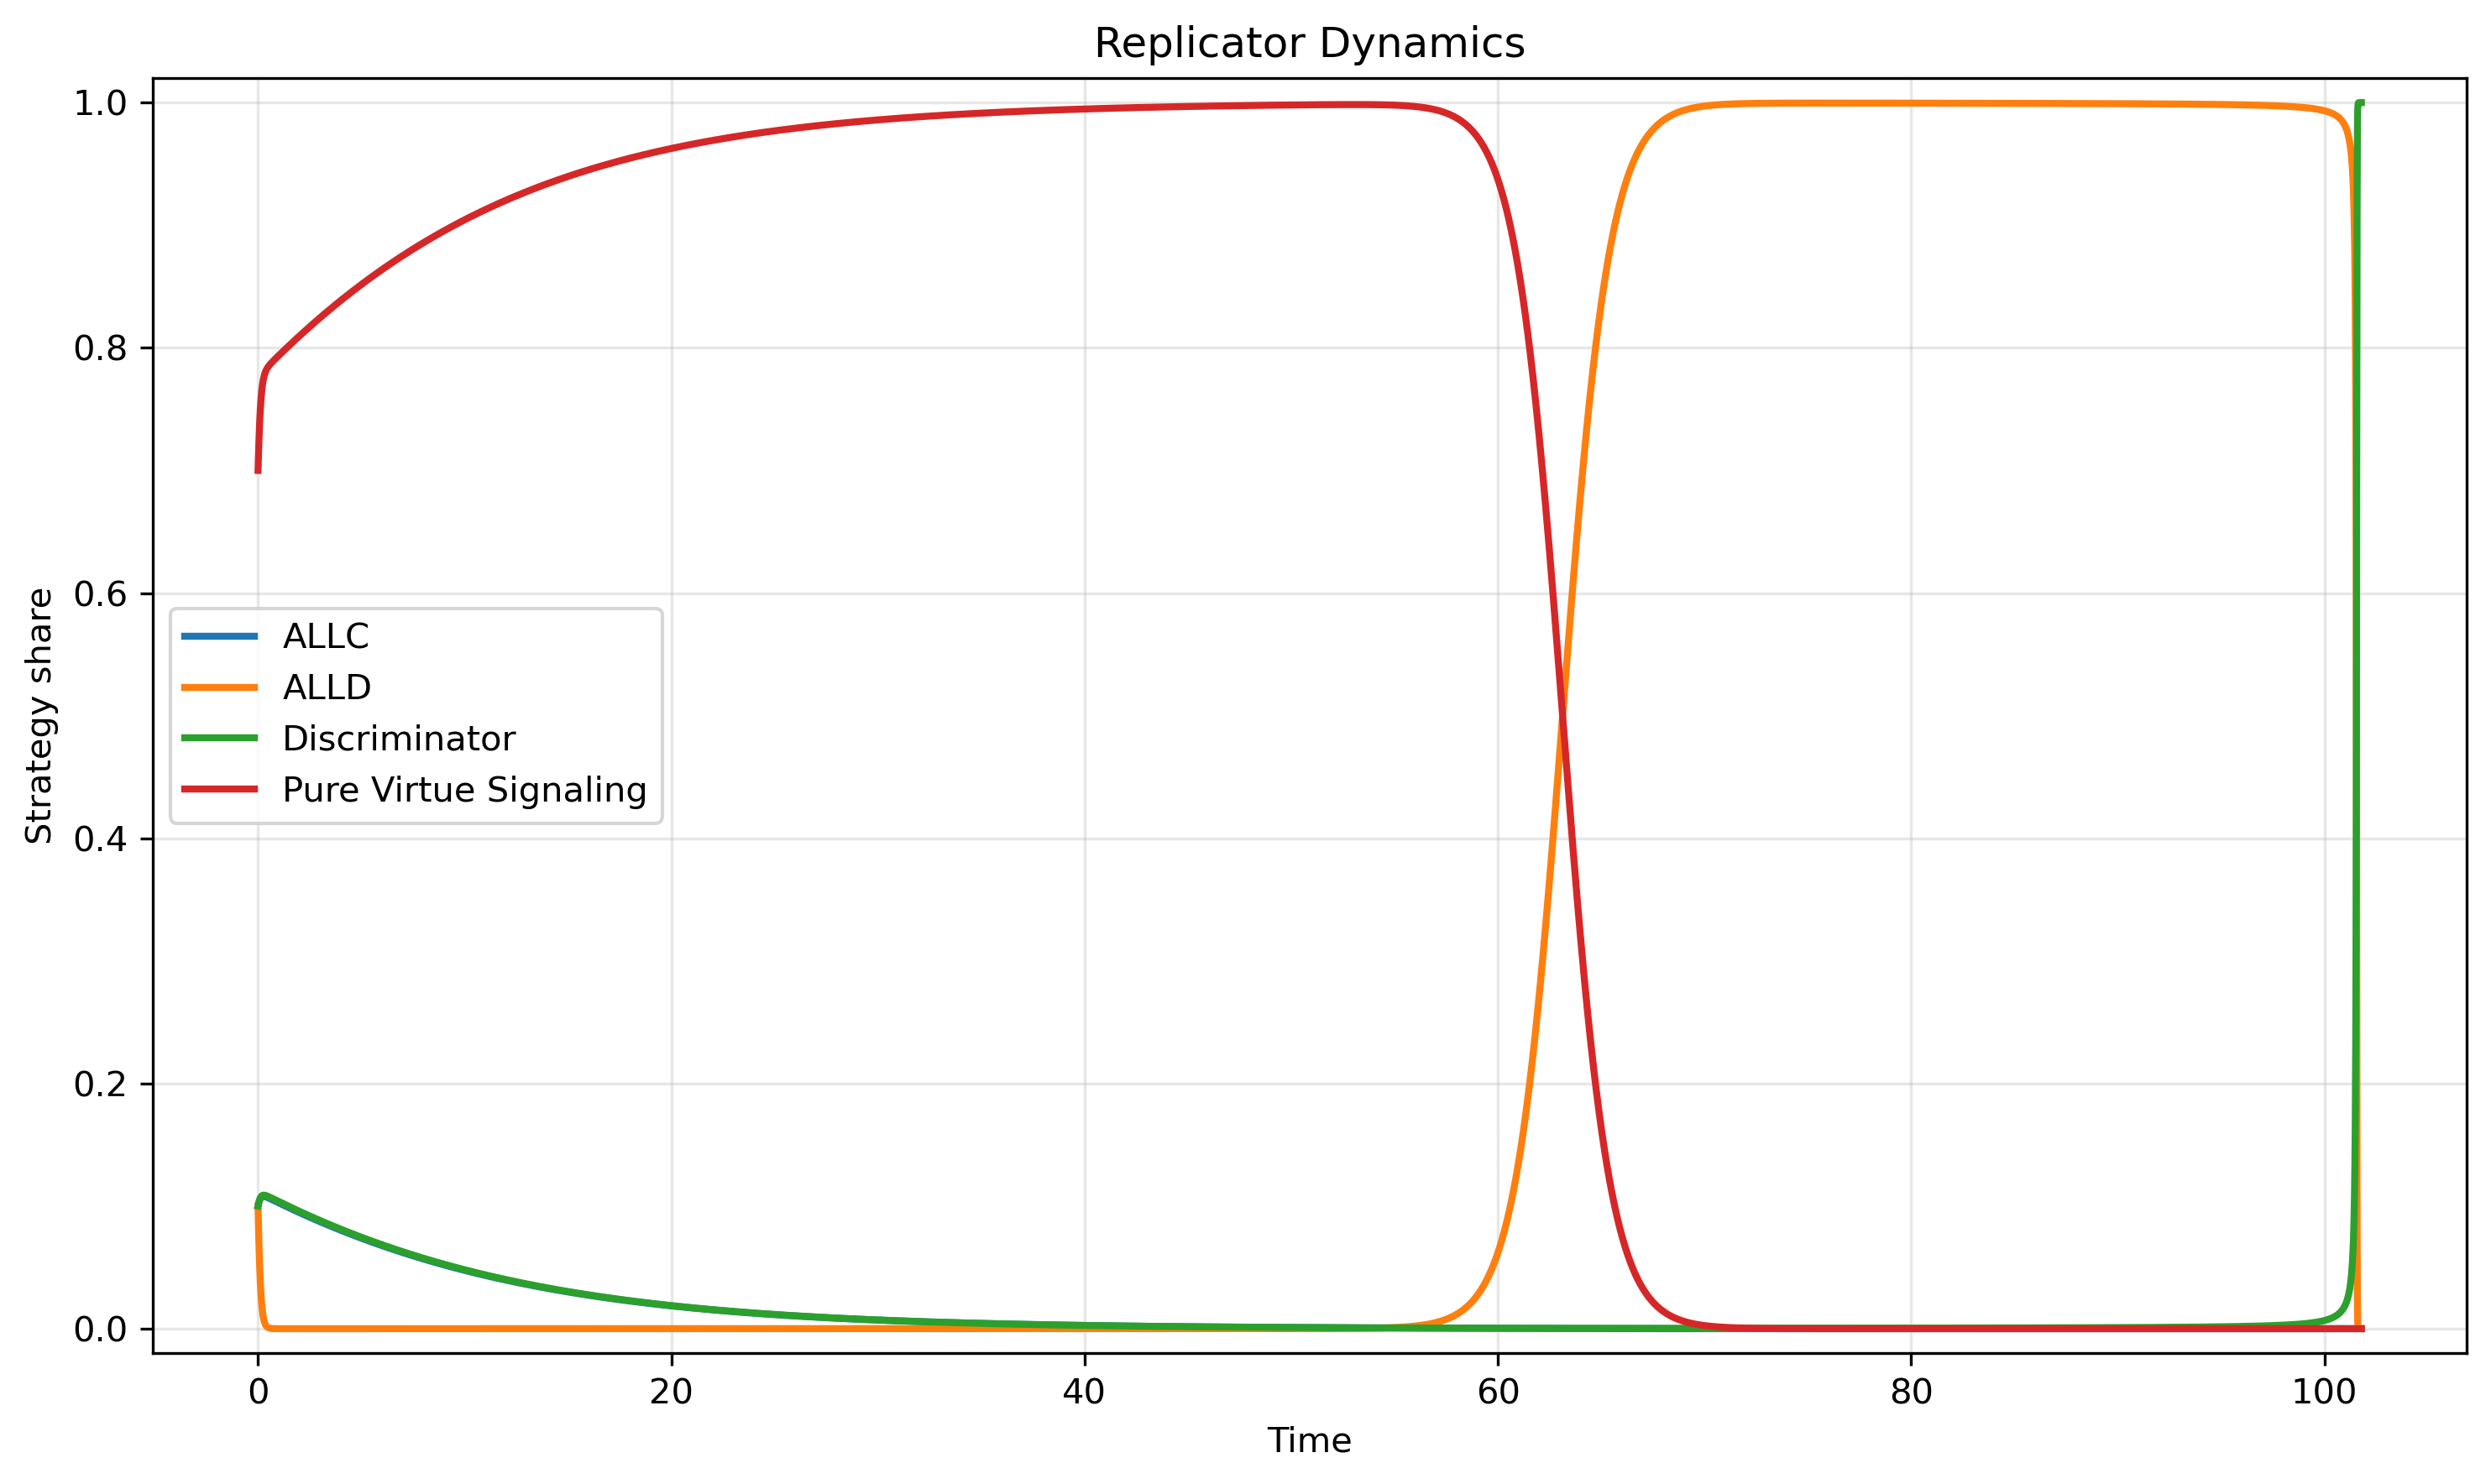 Replicator Dynamics
1.0
0.8
0.6
0.4
0.2
0.0
Strategy share
ALLC
ALLD
Discriminator
Pure Virtue Signaling
0 20 40 60 80 100
Time